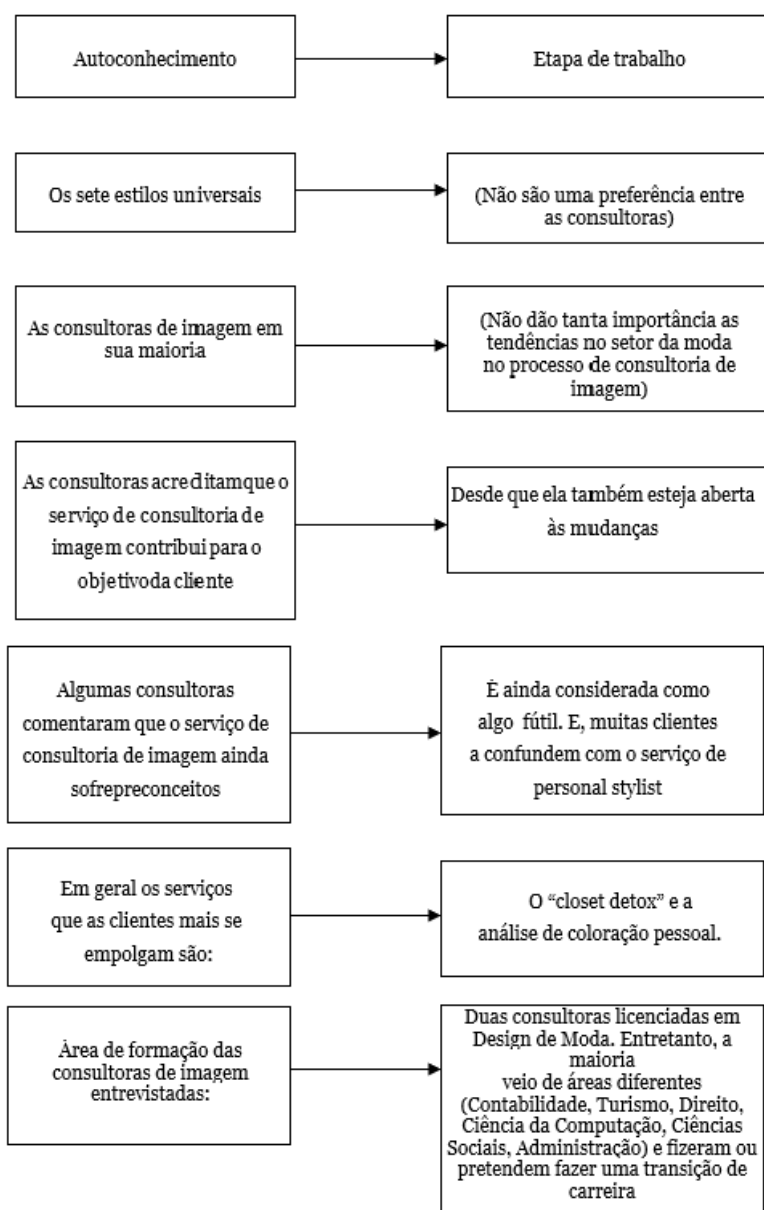 Autoconhecimento
Etapa de trabalho
Os sete estilos universais
(Não são uma preferência entre
as consultoras)
As consultoras de imagem em
sua maioria
(Não dão tanta importância as
tendências no setor da moda
no processo de consultoria de
imagem)
As consultoras acreditamque o
serviço de consultoria de
imagem contribui para o
objetivoda cliente
Desde que ela também esteja aberta
às mudanças
Algumas consultoras
comentaram que o serviço de
consultoria de imagem ainda
sofrepreconceitos
É ainda considerada como
algo fútil. E, muitas clientes
a confundem com o serviço de
personal stylist
Em geral os serviços
que as clientes mais se
empolgam são:
O “closet detox” e a
análise de coloração pessoal.
Área de formação das
consultoras de imagem
entrevistadas:
Duas consultoras licenciadas em
Design de Moda. Entretanto, a
maioria
veio de áreas diferentes
(Contabilidade, Turismo, Direito,
Ciência da Computação, Ciências
Sociais, Administração) e fizeram ou
pretendem fazer uma transição de
carreira